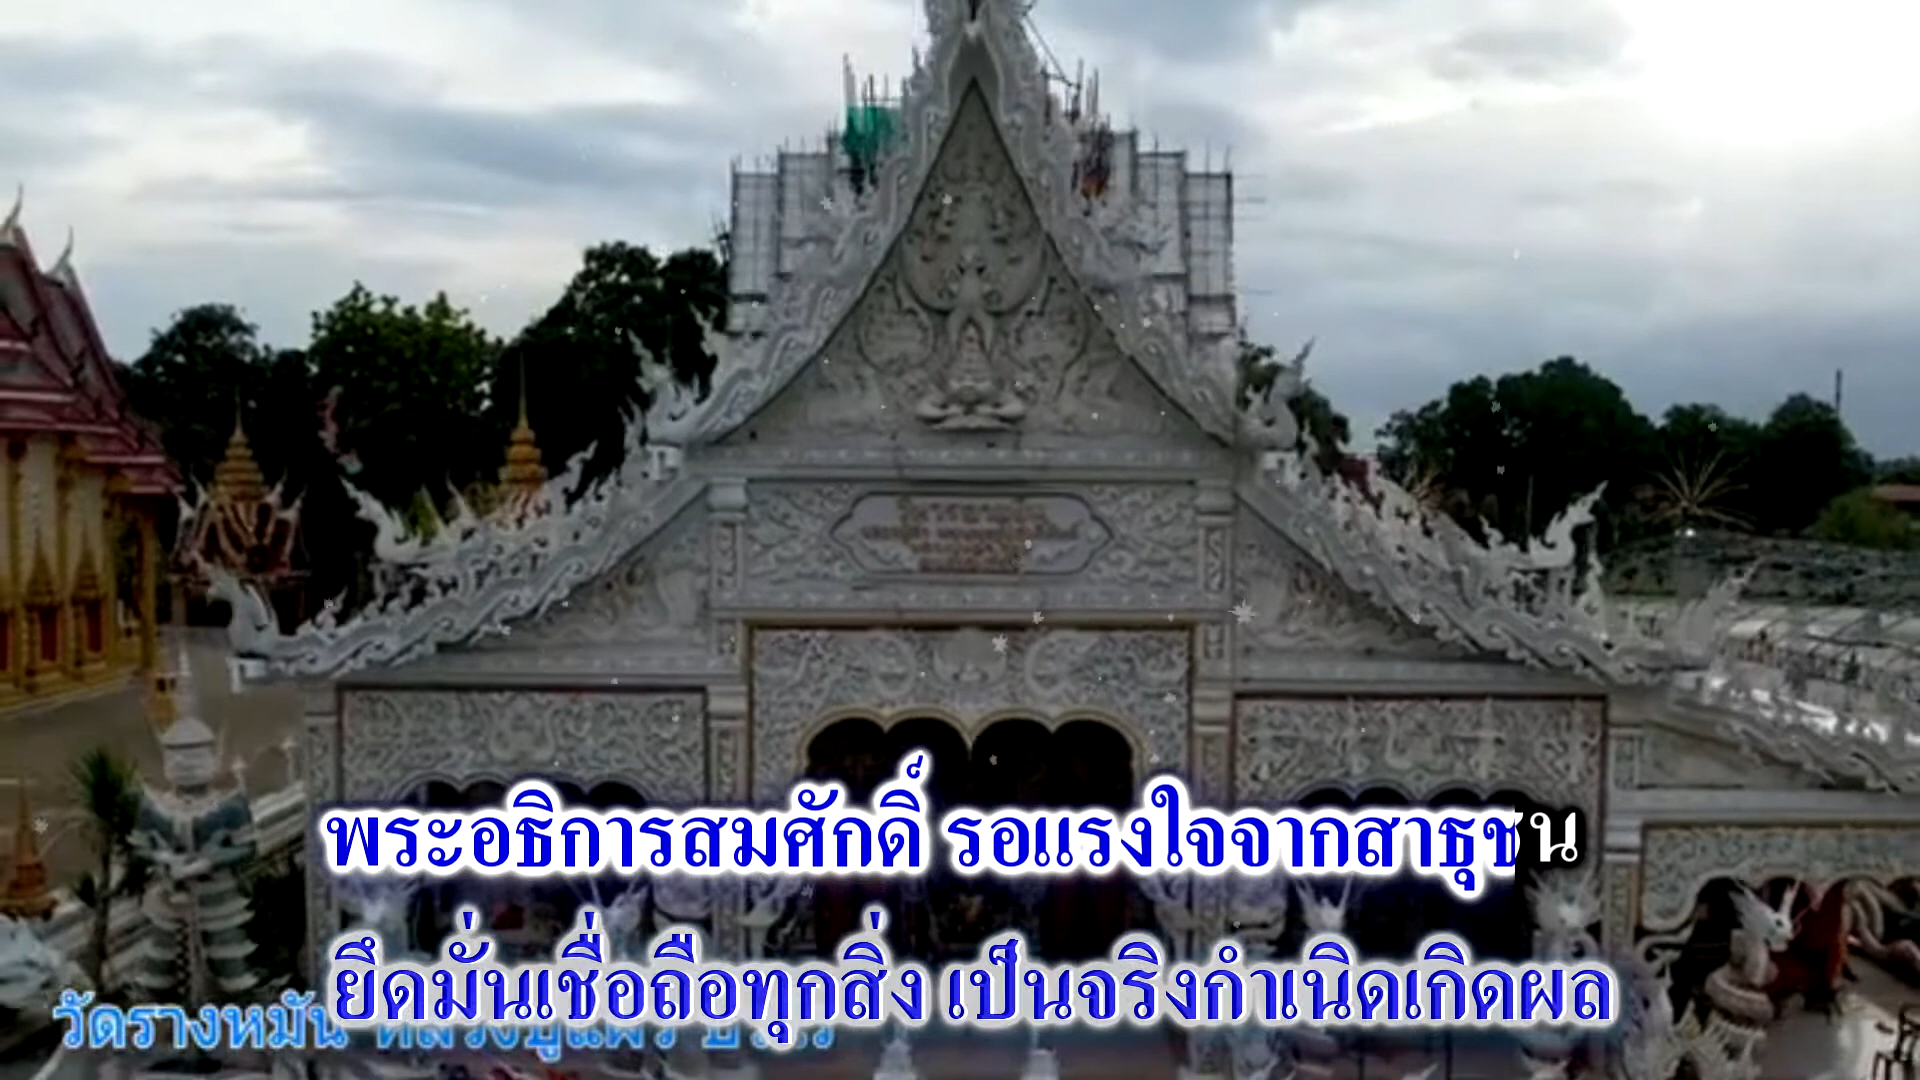 พระอธิการสมศักดิ์ รอแรงใจจากสาธุชน
ยึดมั่นเชื่อถือทุกสิ่ง เป็นจริงกำเนิดเกิดผล
วัดรางหมัน